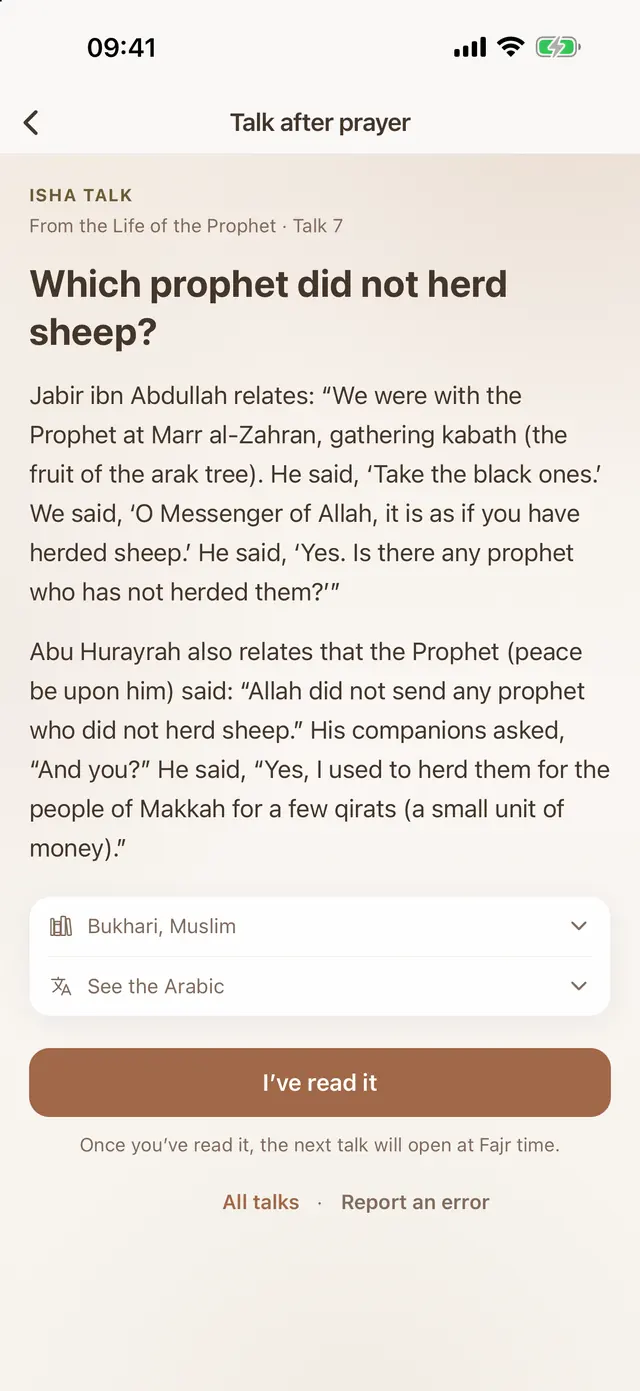 09:41
Talk after prayer
ISHA TALK
From the Life of the Prophet · Talk 7
Which prophet did not herd
sheep?
Jabir ibn Abdullah relates: “We were with the
Prophet at Marr al-Zahran, gathering kabath (the
fruit of the arak tree). He said, ‘Take the black ones.’
We said, ‘O Messenger of Allah, it is as if you have
herded sheep.’ He said, ‘Yes. Is there any prophet
who has not herded them?’”
Abu Hurayrah also relates that the Prophet (peace
be upon him) said: “Allah did not send any prophet
who did not herd sheep.” His companions asked,
“And you?” He said, “Yes, I used to herd them for the
people of Makkah for a few qirats (a small unit of
money).”
Bukhari, Muslim
See the Arabic
I’ve read it
Once you’ve read it, the next talk will open at Fajr time.
All talks · Report an error